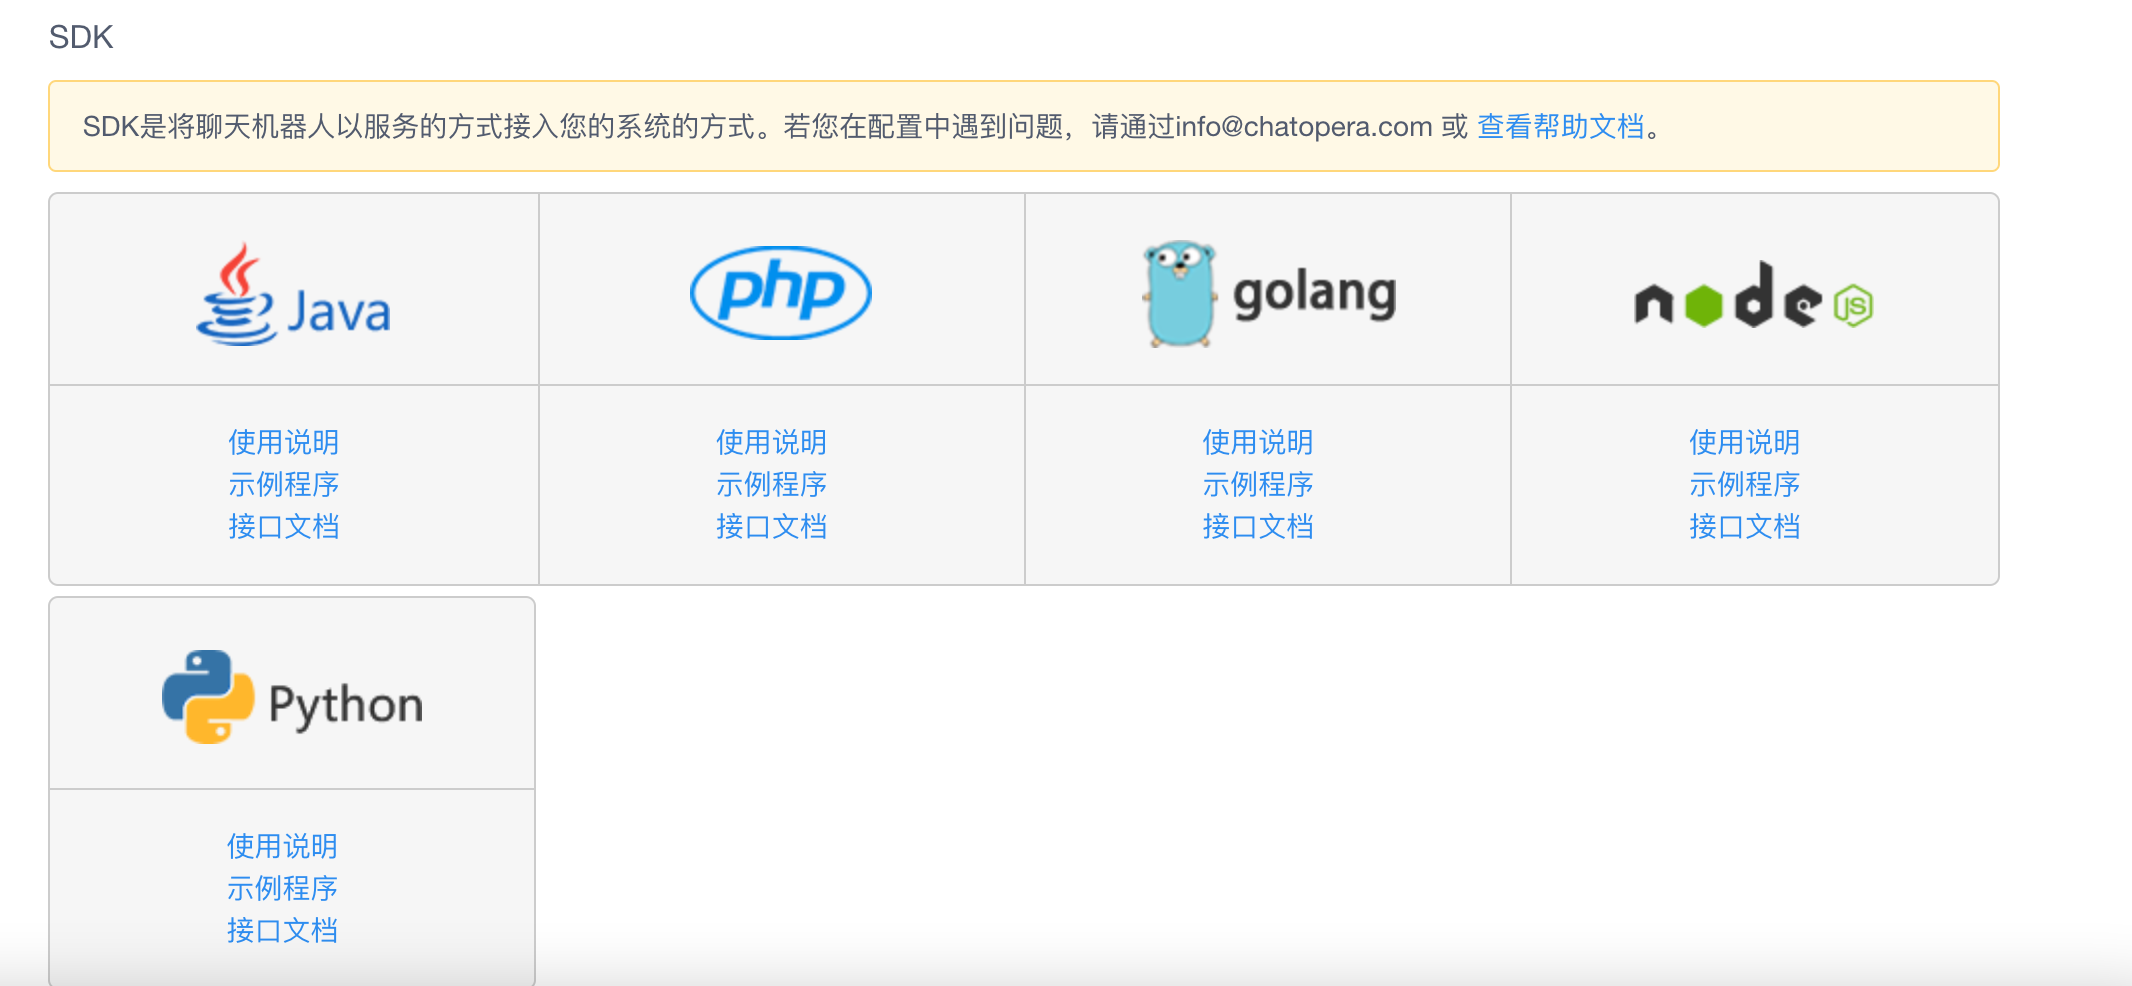 SDK
SDK是将聊天机器人以服务的方式接入您的系统的方式。若您在配置中遇到问题，请通过info@chatopera.com 或 查看帮助文档。
Java
php
golang
node JS
使用说明
示例程序
接口文档
使用说明
示例程序
接口文档
使用说明
示例程序
接口文档
使用说明
示例程序
接口文档
Python
使用说明
示例程序
接口文档